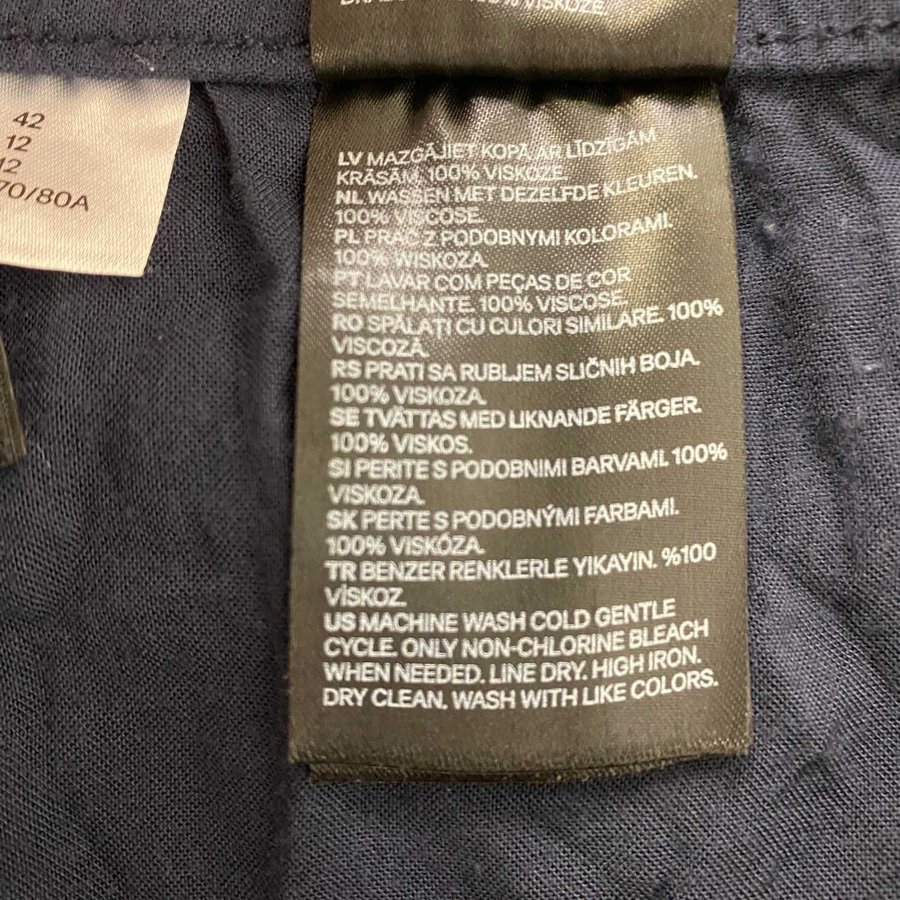 100% VISKOZE.
42
12
12
70/80A
LV MAZGĀJIET KOPĀ AR LĪDZĪGĀM
KRĀSĀM. 100% VISKOZE.
NL WASSEN MET DEZELFDE KLEUREN.
100% VISCOSE.
PL PRAĆ Z PODOBNYMI KOLORAMI.
100% WISKOZA.
PT LAVAR COM PEÇAS DE COR
SEMELHANTE. 100% VISCOSE.
RO SPĂLAȚI CU CULORI SIMILARE. 100%
VISCOZĂ.
RS PRATI SA RUBLJEM SLIČNIH BOJA.
100% VISKOZA.
SE TVÄTTAS MED LIKNANDE FÄRGER.
100% VISKOS.
SI PERITE S PODOBNIMI BARVAMI. 100%
VISKOZA.
SK PERTE S PODOBNÝMI FARBAMI.
100% VISKÓZA.
TR BENZER RENKLERLE YIKAYIN. %100
VİSKOZ.
US MACHINE WASH COLD GENTLE
CYCLE. ONLY NON-CHLORINE BLEACH
WHEN NEEDED. LINE DRY. HIGH IRON.
DRY CLEAN. WASH WITH LIKE COLORS.